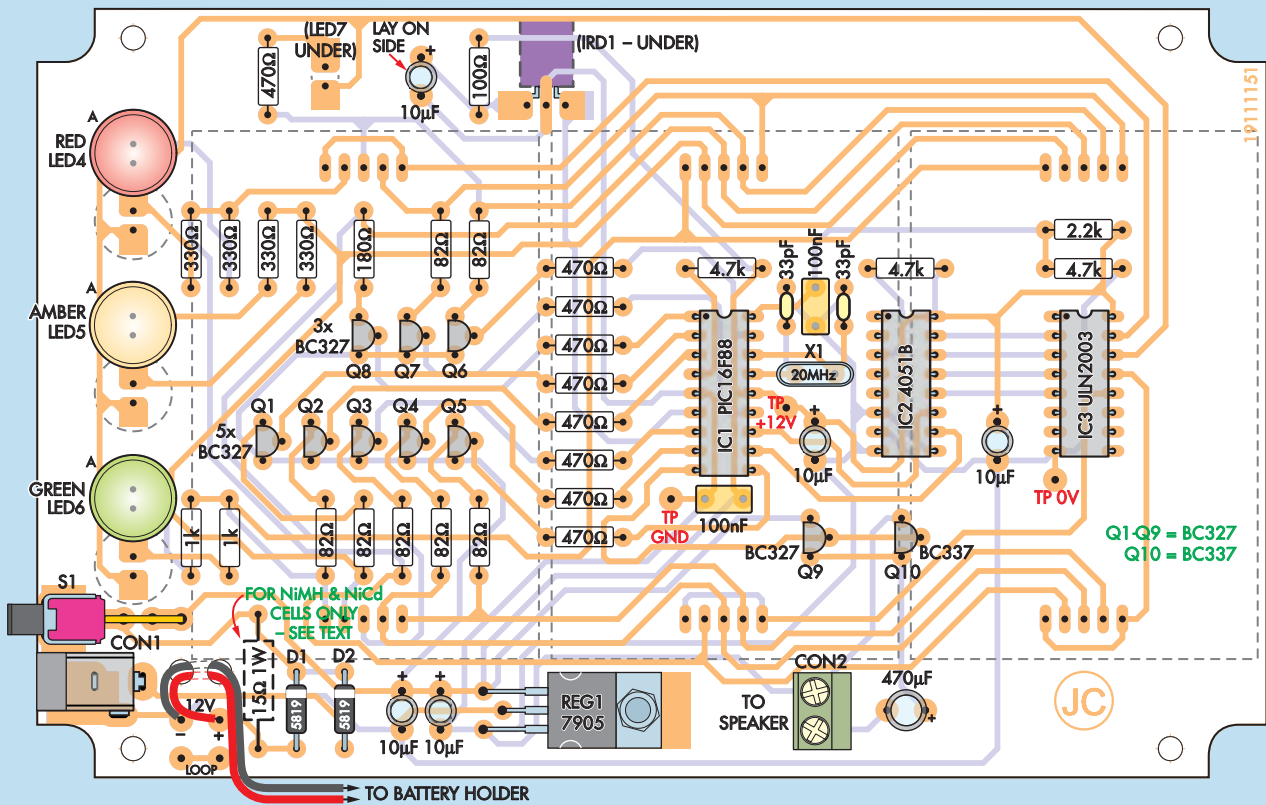 (LED7
UNDER)
LAY ON
SIDE
+
10µF
470Ω
100Ω
(IRD1 – UNDER)
19111151
A
RED
LED4
330Ω
330Ω
330Ω
330Ω
180Ω
82Ω
82Ω
2.2k
4.7k
470Ω
470Ω
470Ω
470Ω
470Ω
470Ω
470Ω
470Ω
4.7k
33pF
100nF
33pF
4.7k
A
AMBER
LED5
3x
BC327
Q8
Q7
Q6
IC1 PIC16F88
X1
20MHz
IC2 4051B
IC3 ULN2003
Q1
Q2
Q3
Q4
Q5
5x
BC327
TP
+12V
+
10µF
+
10µF
TP 0V
A
GREEN
LED6
1k
1k
82Ω
82Ω
82Ω
82Ω
82Ω
TP
GND
100nF
BC327
Q9
BC337
Q10
Q1-Q9 = BC327
Q10 = BC337
S1
FOR NiMH & NiCd
CELLS ONLY
– SEE TEXT
CON1
15Ω 1W
D1
5819
D2
5819
12V
–
+
LOOP
+
10µF
+
10µF
REG1
7905
TO
SPEAKER
CON2
470µF
+
JC
TO BATTERY HOLDER